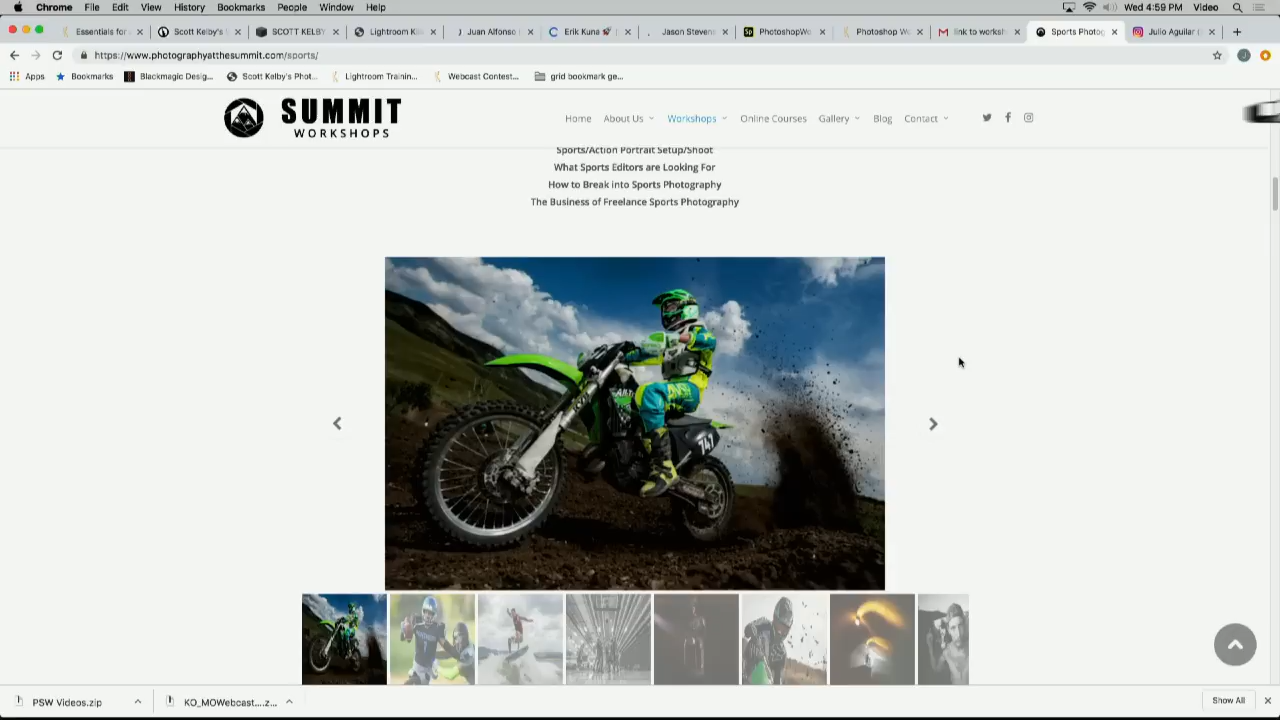 Chrome File Edit View History Bookmarks People Window Help Wed 4:59 PM Video
Essentials for Scott Kelby's SCOTT KELBY Lightroom Juan Alfonso Erik Kuna Jason Stevens PhotoshopWo Photoshop W link to worksh Sports Photog Julio Aguilar
https://www.photographyatthesummit.com/sports/
Apps Bookmarks Blackmagic Desig... Scott Kelby's Phot... Lightroom Trainin... Webcast Contest... grid bookmark ge...
SUMMIT
WORKSHOPS
Home About Us Workshops Online Courses Gallery Blog Contact
Sports/Action Portrait Setup/Shoot
What Sports Editors are Looking For
How to Break into Sports Photography
The Business of Freelance Sports Photography
747
PSW Videos.zip KO_MOWebcast....z... Show All